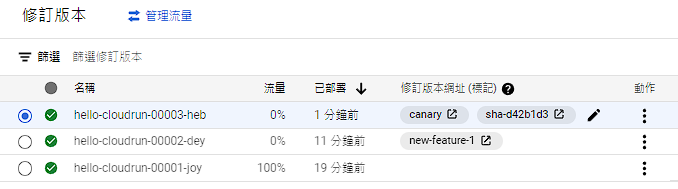 修訂版本 管理流量
篩選 篩選修訂版本
名稱 流量 已部署 修訂版本網址 (標記) 動作
hello-cloudrun-00003-heb 0% 1 分鐘前 canary sha-d42b1d3
hello-cloudrun-00002-dey 0% 11 分鐘前 new-feature-1
hello-cloudrun-00001-joy 100% 19 分鐘前